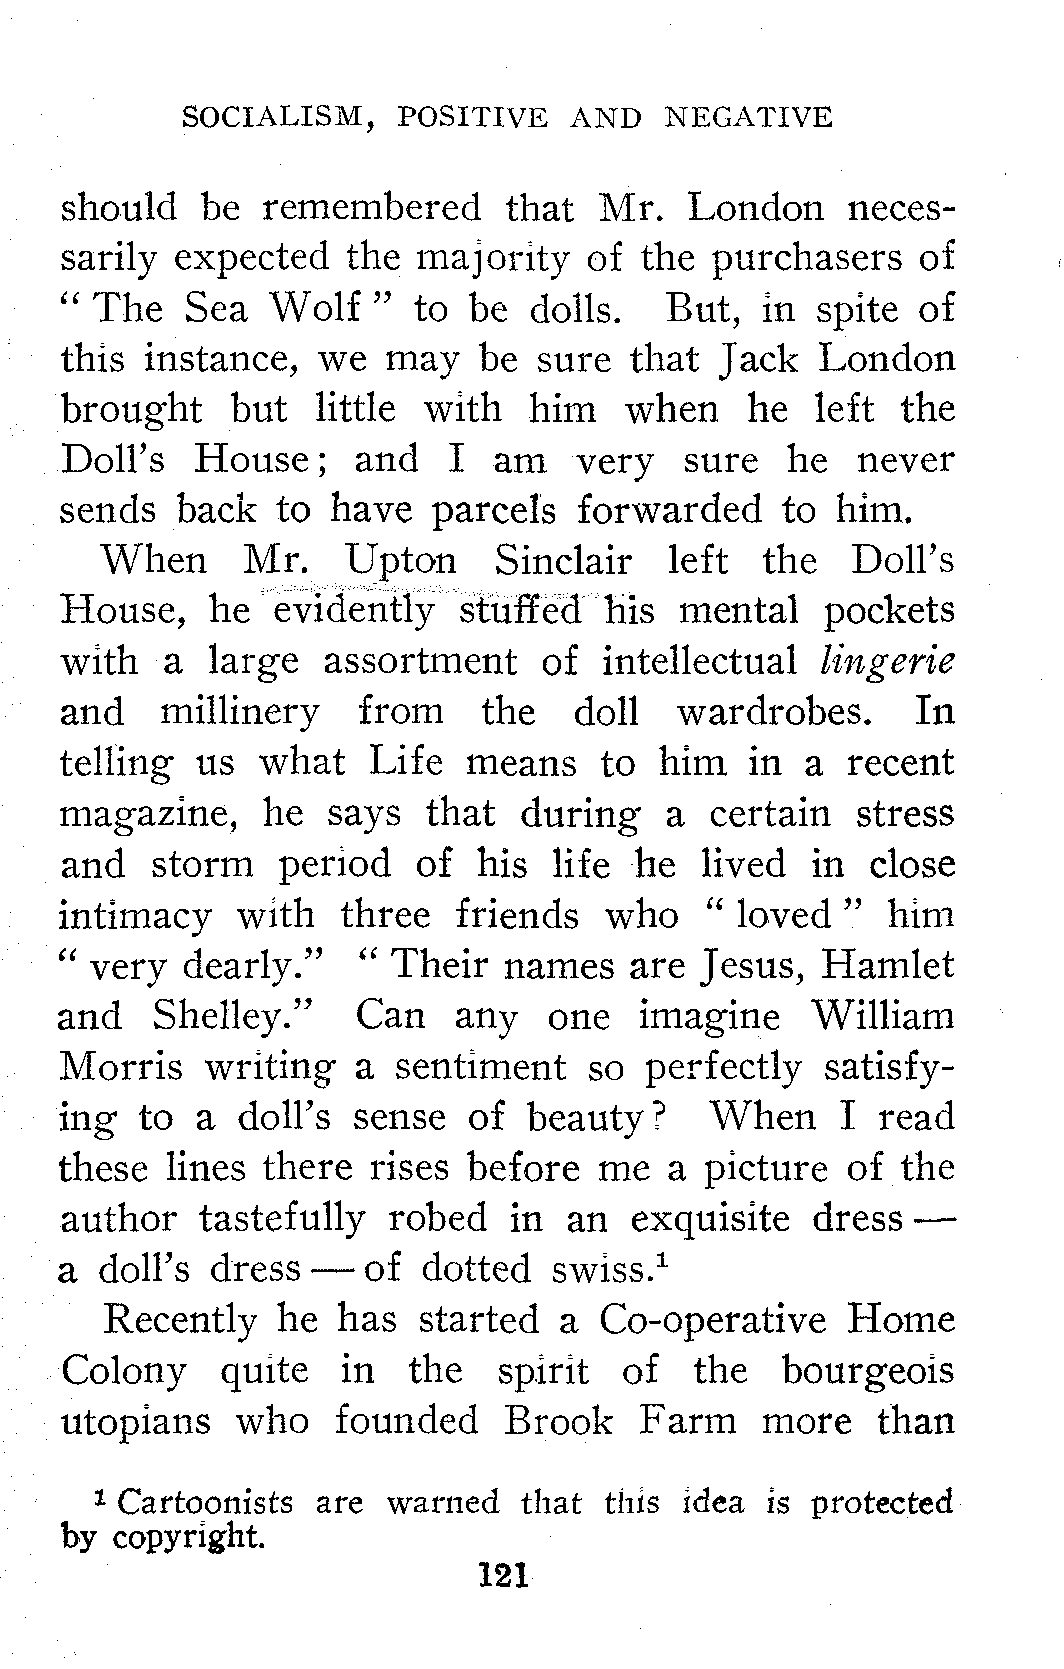 SOCIALISM, POSITIVE AND NEGATIVE
should be remembered that Mr. London neces-
sarily expected the majority of the purchasers of
“ The Sea Wolf ” to be dolls. But, in spite of
this instance, we may be sure that Jack London
brought but little with him when he left the
Doll’s House; and I am very sure he never
sends back to have parcels forwarded to him.
When Mr. Upton Sinclair left the Doll’s
House, he evidently stuffed his mental pockets
with a large assortment of intellectual lingerie
and millinery from the doll wardrobes. In
telling us what Life means to him in a recent
magazine, he says that during a certain stress
and storm period of his life he lived in close
intimacy with three friends who “ loved ” him
“ very dearly.” “ Their names are Jesus, Hamlet
and Shelley.” Can any one imagine William
Morris writing a sentiment so perfectly satisfy-
ing to a doll’s sense of beauty? When I read
these lines there rises before me a picture of the
author tastefully robed in an exquisite dress —
a doll’s dress — of dotted swiss.¹
Recently he has started a Co-operative Home
Colony quite in the spirit of the bourgeois
utopians who founded Brook Farm more than
¹ Cartoonists are warned that this idea is protected
by copyright.
121